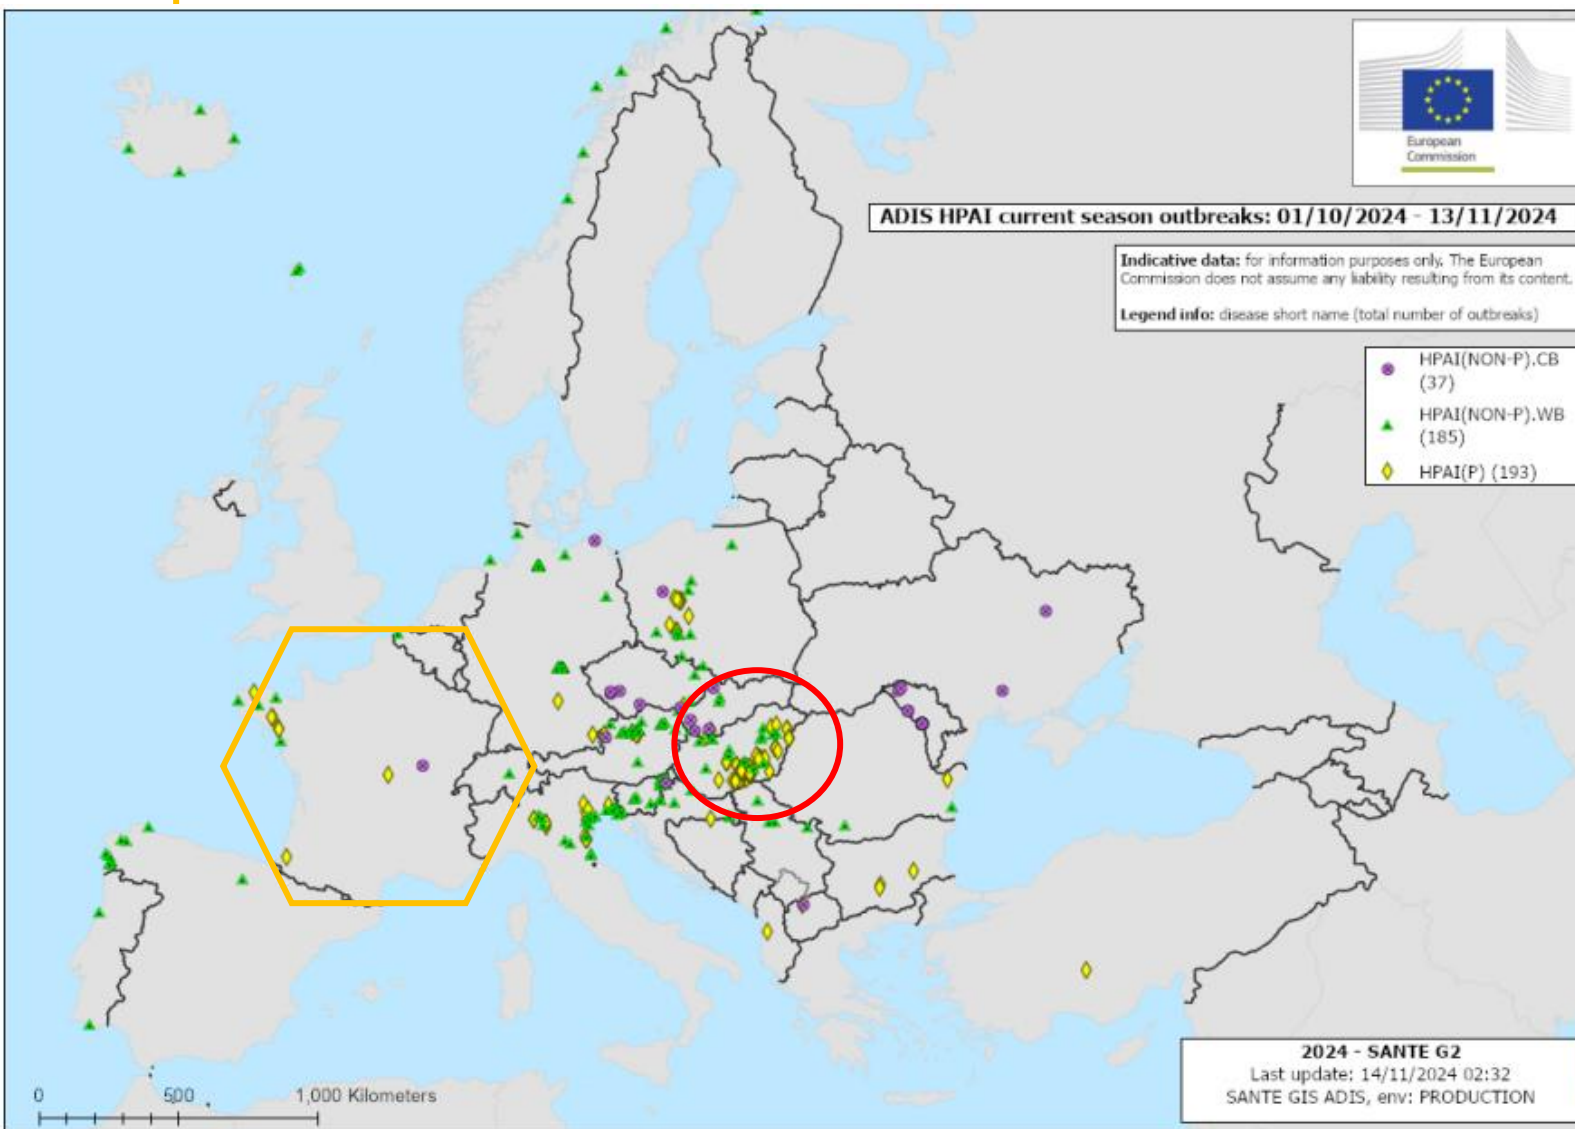 European
Commission
ADIS HPAI current season outbreaks: 01/10/2024 - 13/11/2024
Indicative data: for information purposes only. The European
Commission does not assume any liability resulting from its content.
Legend info: disease short name (total number of outbreaks)
HPAI(NON-P).CB
(37)
HPAI(NON-P).WB
(185)
HPAI(P) (193)
2024 - SANTE G2
Last update: 14/11/2024 02:32
SANTE GIS ADIS, env: PRODUCTION
0 500 1,000 Kilometers